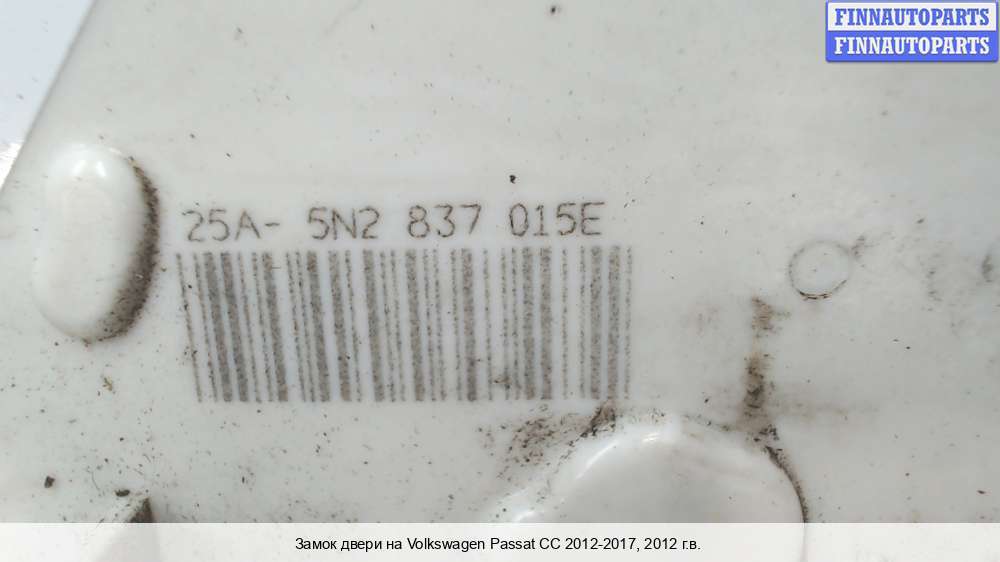 FINNAUTOPARTS
FINNAUTOPARTS
25A- 5N2 837 015E
Замок двери на Volkswagen Passat CC 2012-2017, 2012 г.в.